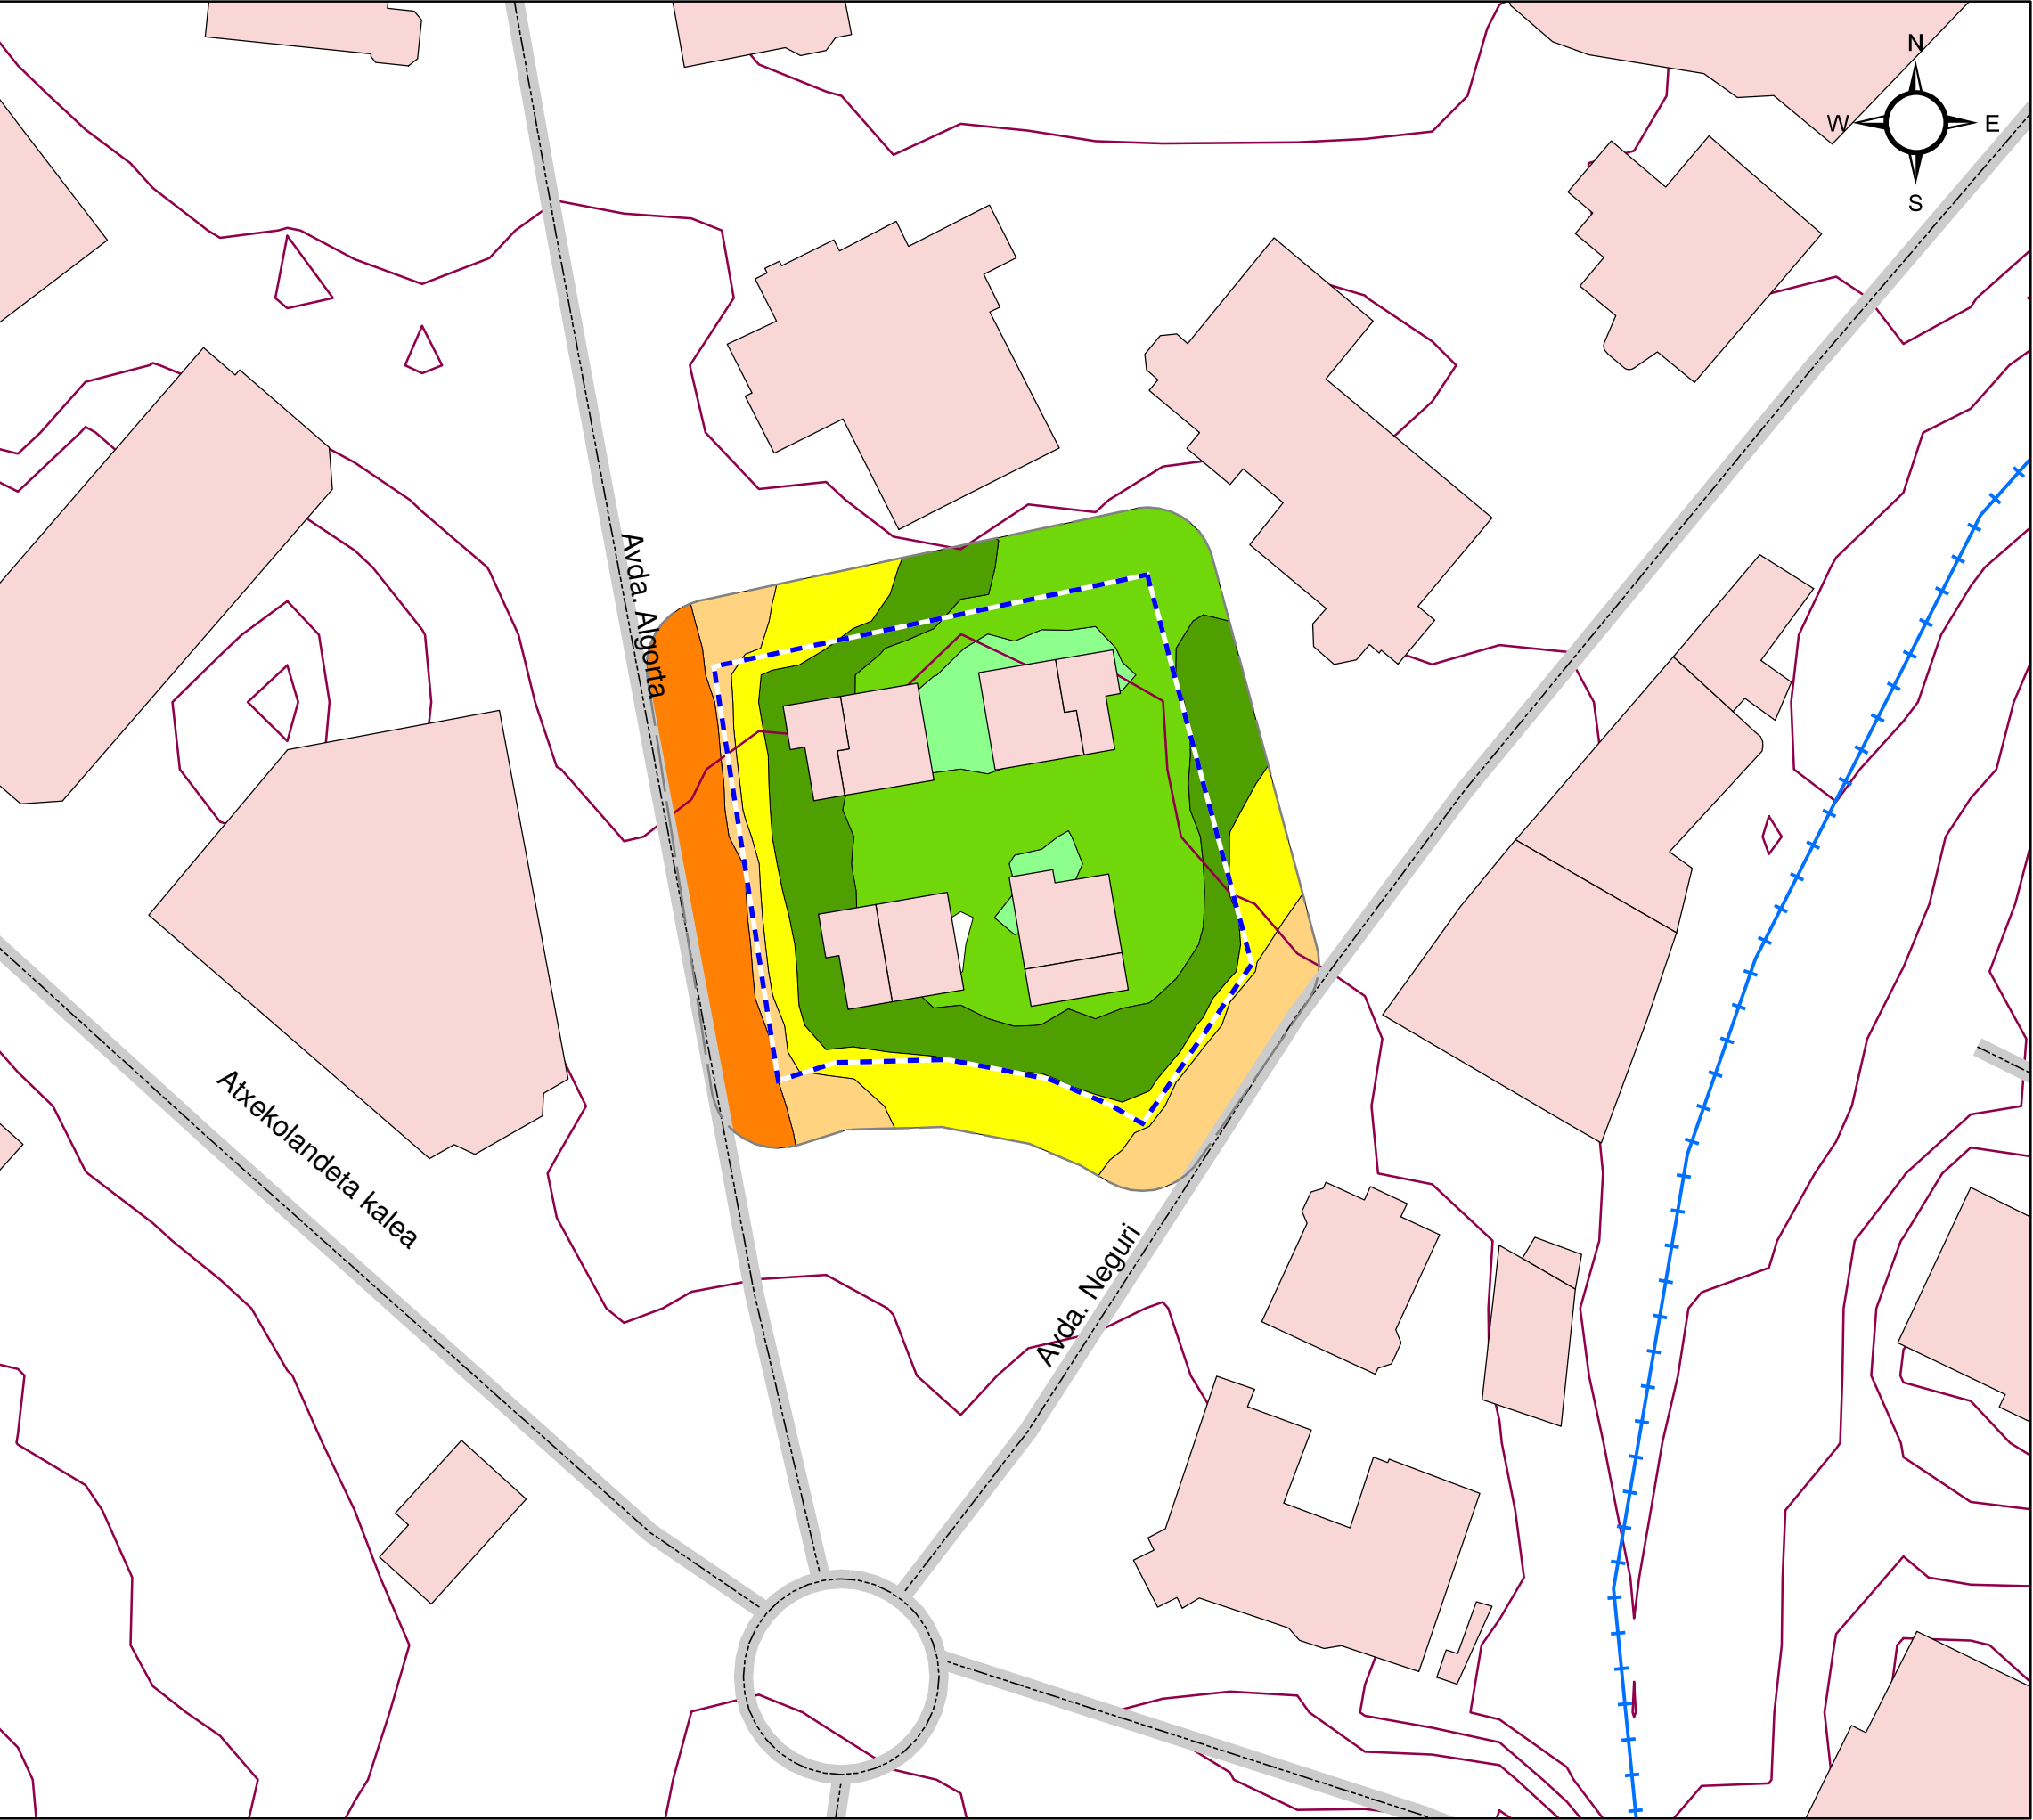 N
W E
S
Avda. Algorta
Atxekolandeta kalea
Avda. Neguri